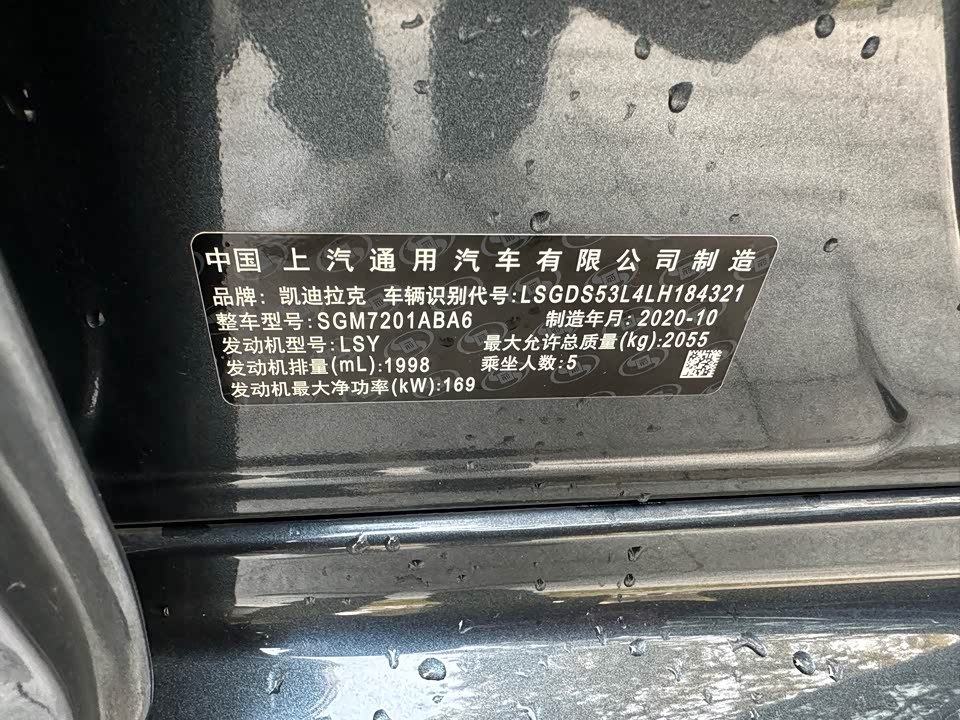 中国 上汽通用汽车有限公司制造
品牌: 凯迪拉克 车辆识别代号:LSGDS53L4LH184321
整车型号:SGM7201ABA6 制造年月:2020-10
发动机型号:LSY 最大允许总质量(kg):2055
发动机排量(mL):1998 乘坐人数:5
发动机最大净功率(kW):169